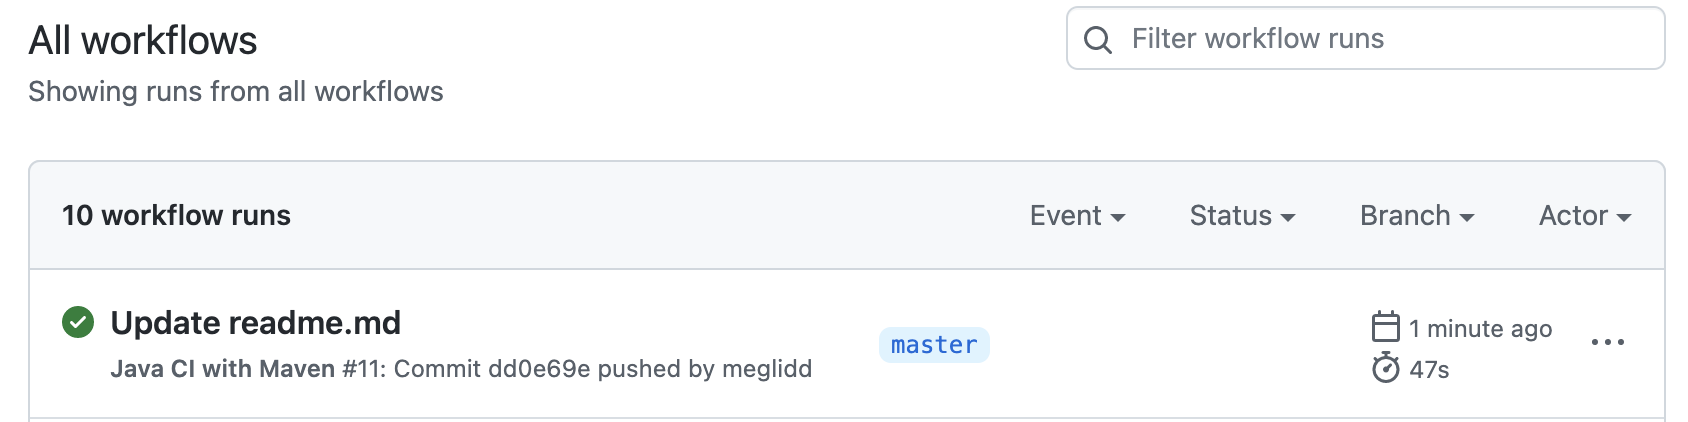 All workflows
Filter workflow runs
Showing runs from all workflows
10 workflow runs
Event
Status
Branch
Actor
Update readme.md
Java CI with Maven #11: Commit dd0e69e pushed by meglidd
master
1 minute ago
47s